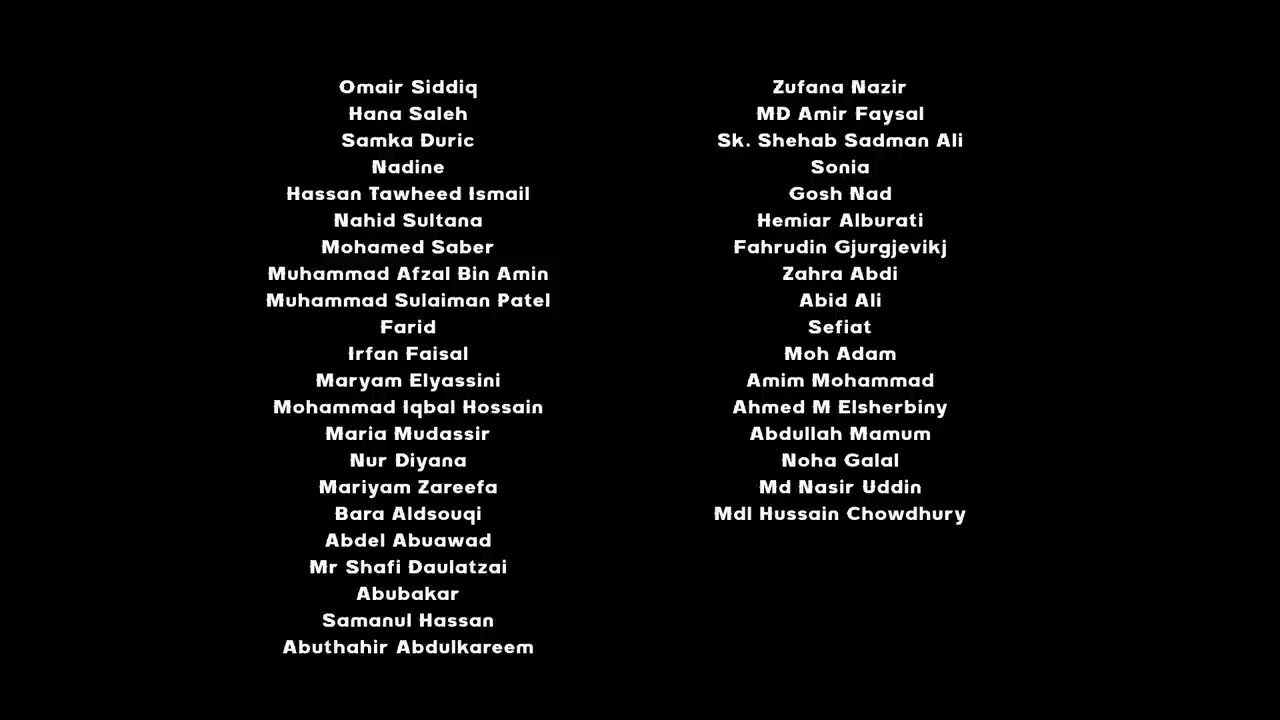 Omair Siddiq
Hana Saleh
Samka Duric
Nadine
Hassan Tawheed Ismail
Nahid Sultana
Mohamed Saber
Muhammad Afzal Bin Amin
Muhammad Sulaiman Patel
Farid
Irfan Faisal
Maryam Elyassini
Mohammad Iqbal Hossain
Maria Mudassir
Nur Diyana
Mariyam Zareefa
Bara Aldsouqi
Abdel Abuawad
Mr Shafi Daulatzai
Abubakar
Samanul Hassan
Abuthahir Abdulkareem
Zufana Nazir
MD Amir Faysal
Sk. Shehab Sadman Ali
Sonia
Gosh Nad
Hemiar Alburati
Fahrudin Gjurgjevikj
Zahra Abdi
Abid Ali
Sefiat
Moh Adam
Amim Mohammad
Ahmed M Elsherbiny
Abdullah Mamum
Noha Galal
Md Nasir Uddin
Mdl Hussain Chowdhury